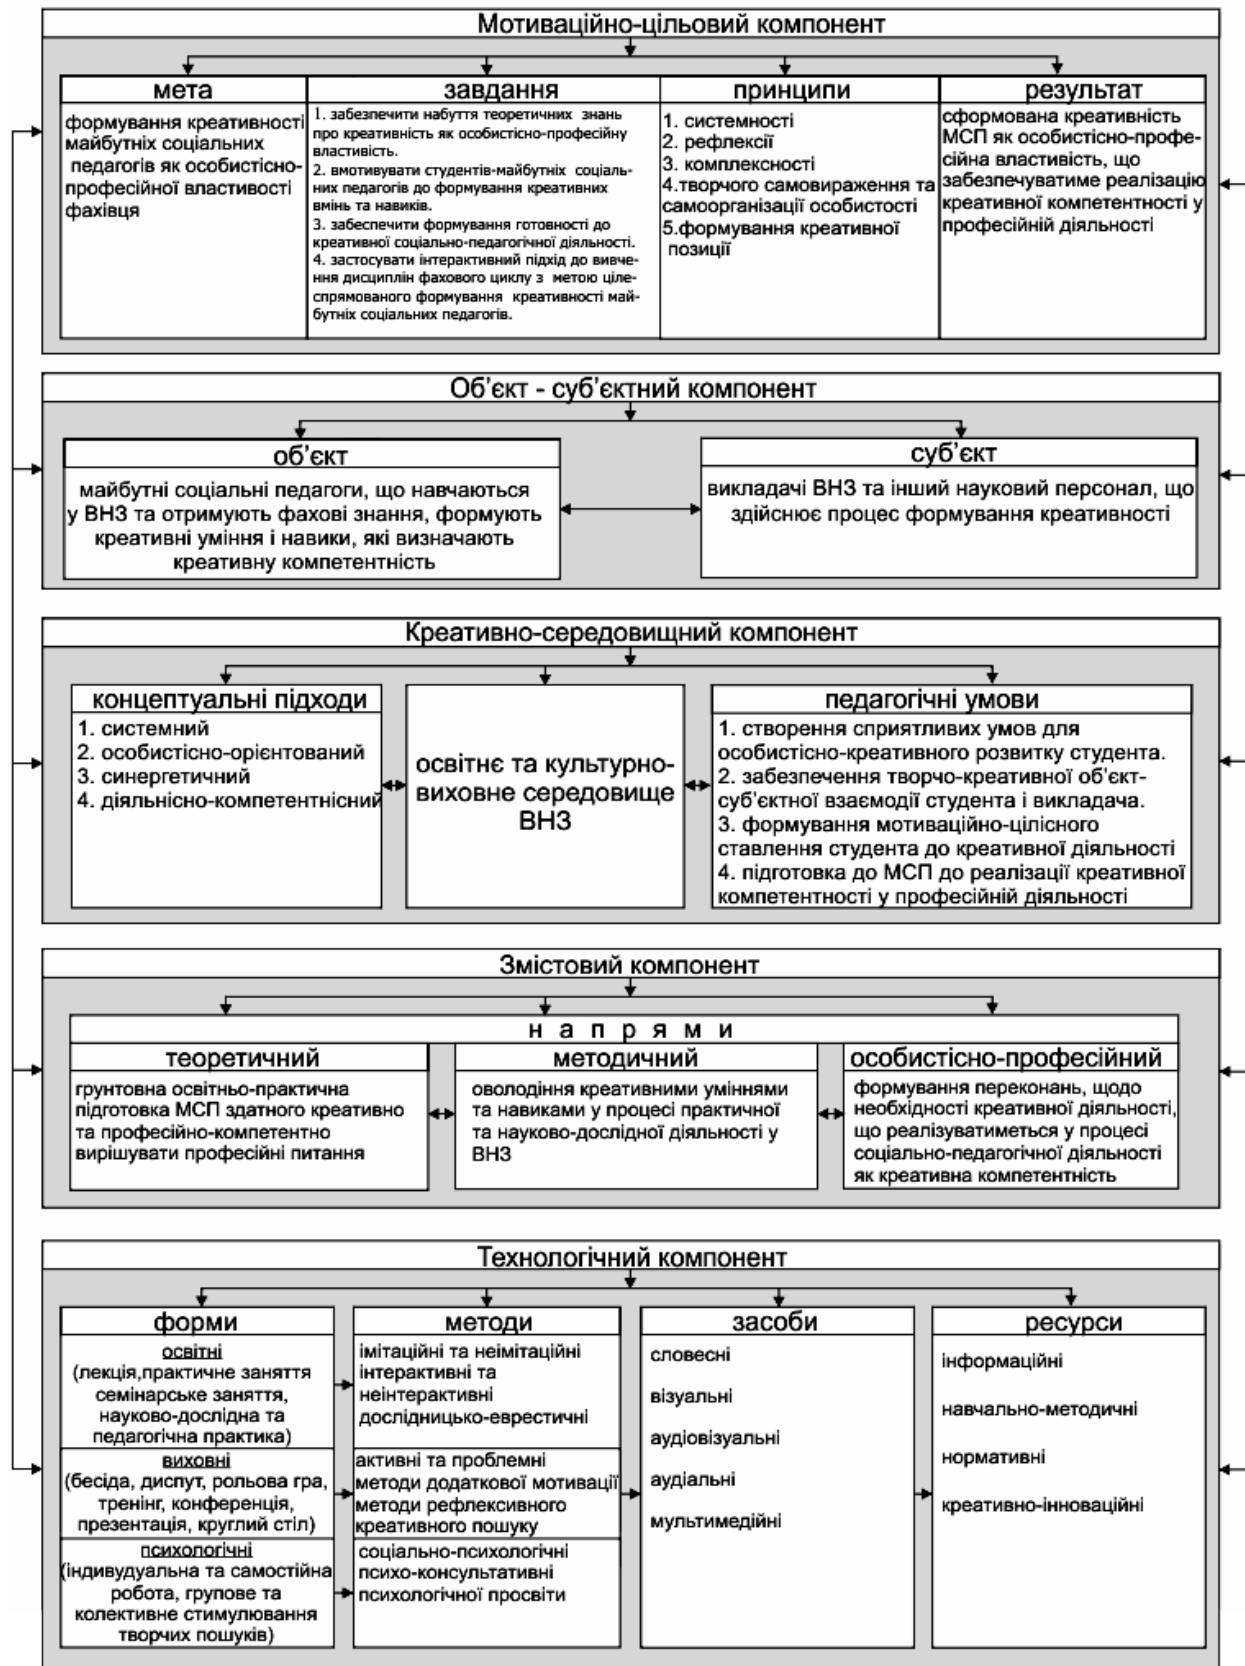 Мотиваційно-цільовий компонент
мета
формування креативності
майбутніх соціальних
педагогів як особистісно-
професійної властивості
фахівця
завдання
1. забезпечити набуття теоретичних знань
про креативність як особистісно-професійну
властивість.
2. вмотивувати студентів-майбутніх соціаль-
них педагогів до формування креативних
вмінь та навиків.
3. забеспечити формування готовності до
креативної соціально-педагогічної діяльності.
4. застосувати інтерактивний підхід до вивче-
ння дисциплін фахового циклу з метою ціле-
спрямованого формування креативності май-
бутніх соціальних педагогів.
принципи
1. системності
2. рефлексії
3. комплексності
4.творчого самовираження та
самоорганізації особистості
5.формування креативної
позиції
результат
сформована креативність
МСП як особистісно-профе-
сійна властивість, що
забезпечуватиме реалізацію
креативної компетентності у
професійній діяльності
Об'єкт - суб'єктний компонент
об'єкт
майбутні соціальні педагоги, що навчаються
у ВНЗ та отримують фахові знання, формують
креативні уміння і навики, які визначають
креативну компетентність
суб'єкт
викладачі ВНЗ та інший науковий персонал, що
здійснює процес формування креативності
Креативно-середовищний компонент
концептуальні підходи
1. системний
2. особистісно-орієнтований
3. синергетичний
4. діяльнісно-компетентнісний
освітнє та культурно-
виховне середовище
ВНЗ
педагогічні умови
1. створення сприятливих умов для
особистісно-креативного розвитку студента.
2. забезпечення творчо-креативної об'єкт-
суб'єктної взаємодії студента і викладача.
3. формування мотиваційно-цілісного
ставлення студента до креативної діяльності
4. підготовка до МСП до реалізації креативної
компетентності у професійній діяльності
Змістовий компонент
н а п р я м и
теоретичний
грунтовна освітньо-практична
підготовка МСП здатного креативно
та професійно-компетентно
вирішувати професійні питання
методичний
оволодіння креативними уміннями
та навиками у процесі практичної
та науково-дослідної діяльності у
ВНЗ
особистісно-професійний
формування переконань, щодо
необхідності креативної діяльності,
що реалізуватиметься у процесі
соціально-педагогічної діяльності
як креативна компетентність
Технологічний компонент
форми
освітні
(лекція,практичне заняття
семінарське заняття,
науково-дослідна та
педагогічна практика)
виховні
(бесіда, диспут, рольова гра,
тренінг, конференція,
презентація, круглий стіл)
психологічні
(індивудуальна та самостійна
робота, групове та
колективне стимулювання
творчих пошуків)
методи
імітаційні та неімітаційні
інтерактивні та
неінтерактивні
дослідницько-еврестичні
активні та проблемні
методи додаткової мотивації
методи рефлексивного
креативного пошуку
соціально-психологічні
психо-консультативні
психологічної просвіти
засоби
словесні
візуальні
аудіовізуальні
аудіальні
мультимедійні
ресурси
інформаційні
навчально-методичні
нормативні
креативно-інноваційні